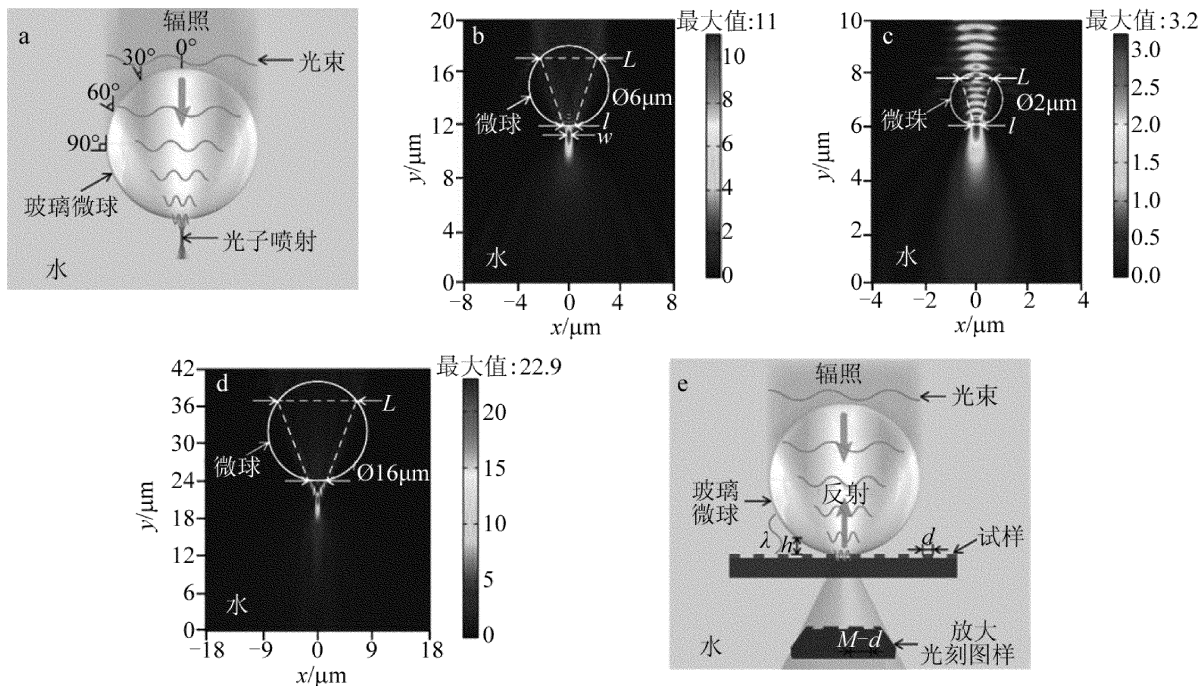 a
辐照
0°
30°
60°
90°
光束
玻璃微球
光子喷射
水
b
最大值:11
20
16
12
8
4
0
y/μm
−8
−4
0
4
8
x/μm
L
微球
Ø6μm
l
w
水
10
8
6
4
2
0
c
最大值:3.2
10
8
6
4
2
0
y/μm
−4
−2
0
2
4
x/μm
L
微珠
Ø2μm
l
水
3.0
2.5
2.0
1.5
1.0
0.5
0.0
d
最大值:22.9
42
36
30
24
18
12
6
0
y/μm
−18
−9
0
9
18
x/μm
L
微球
Ø16μm
水
20
15
10
5
0
e
辐照
光束
玻璃
微球
反射
λ
h
d
试样
水
M-d
放大
光刻图样